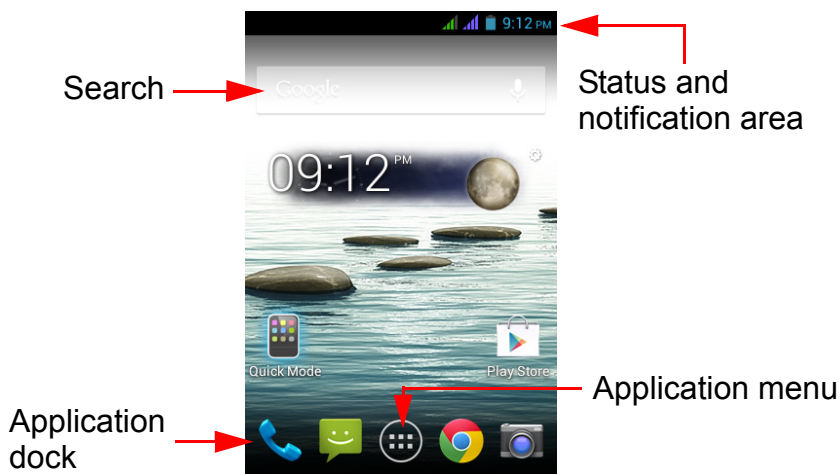 9:12 PM
Search
Google
Status and
notification area
09:12 PM
Quick Mode
Play Store
Application menu
Application
dock